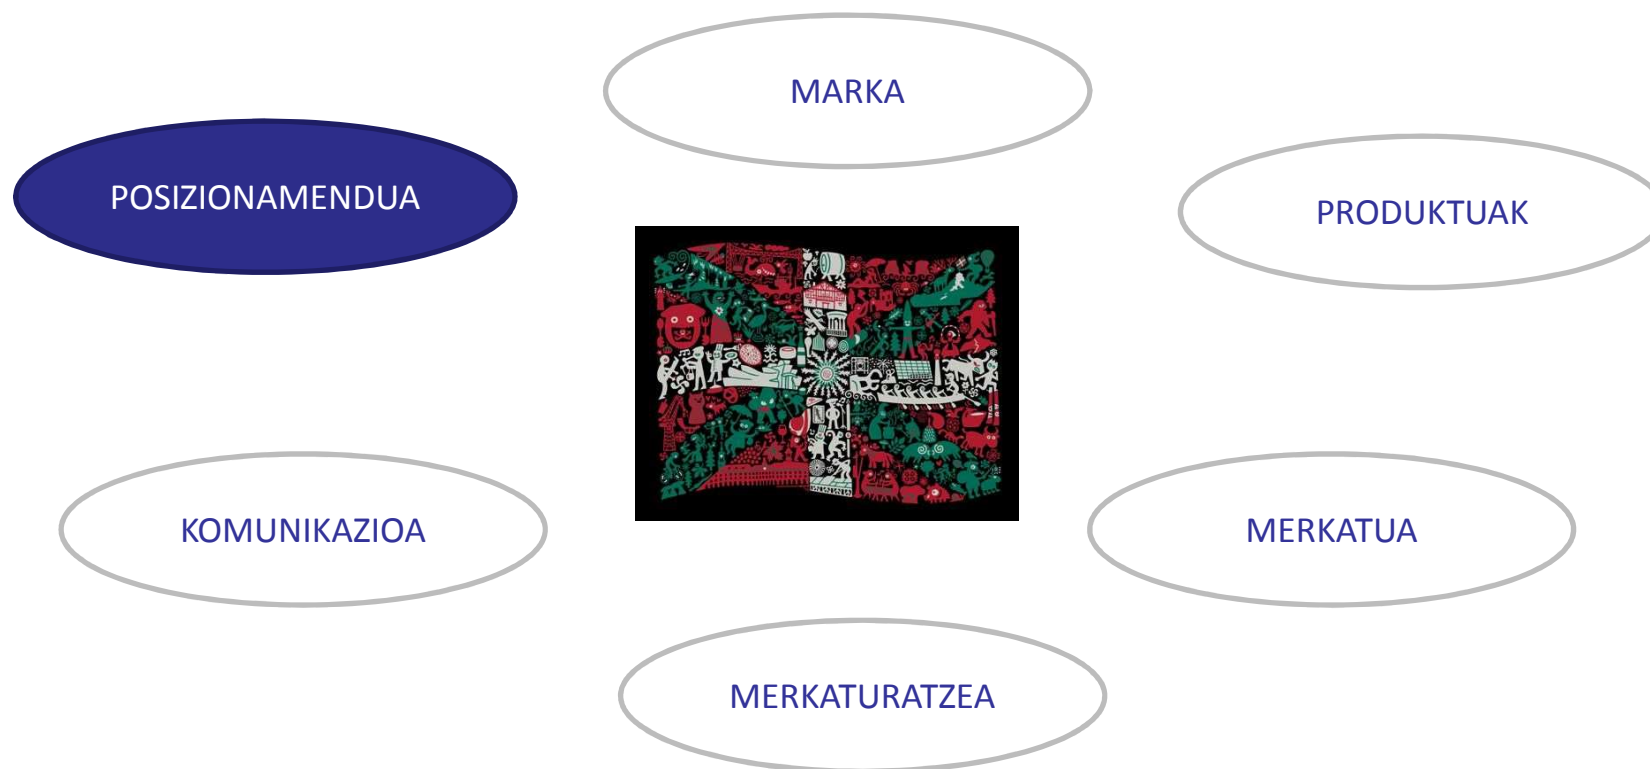 MARKA
POSIZIONAMENDUA
PRODUKTUAK
KOMUNIKAZIOA
MERKATUA
MERKATURATZEA